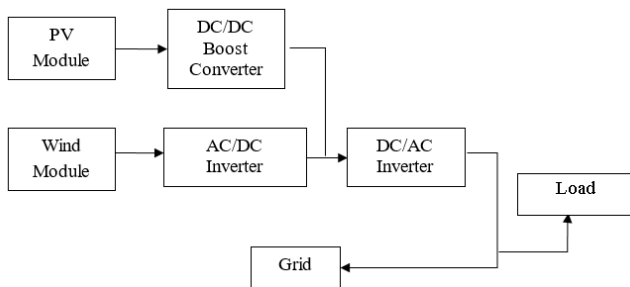 PV
Module
DC/DC
Boost
Converter
Wind
Module
AC/DC
Inverter
DC/AC
Inverter
Load
Grid